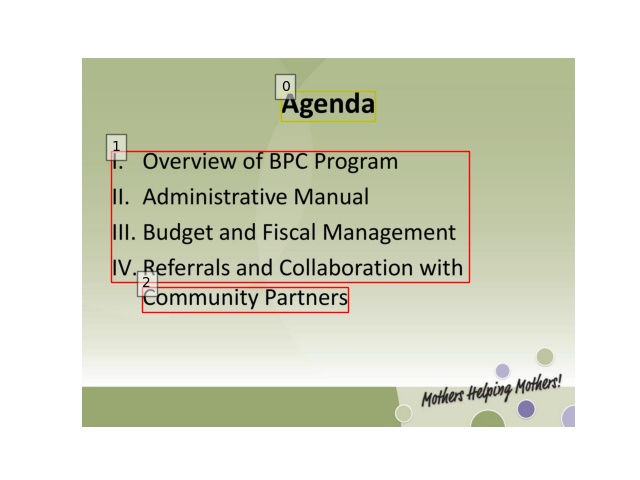 Agenda
I. Overview of BPC Program
II. Administrative Manual
III. Budget and Fiscal Management
IV. Referrals and Collaboration with
Community Partners
Mothers Helping Mothers!
0
1
2